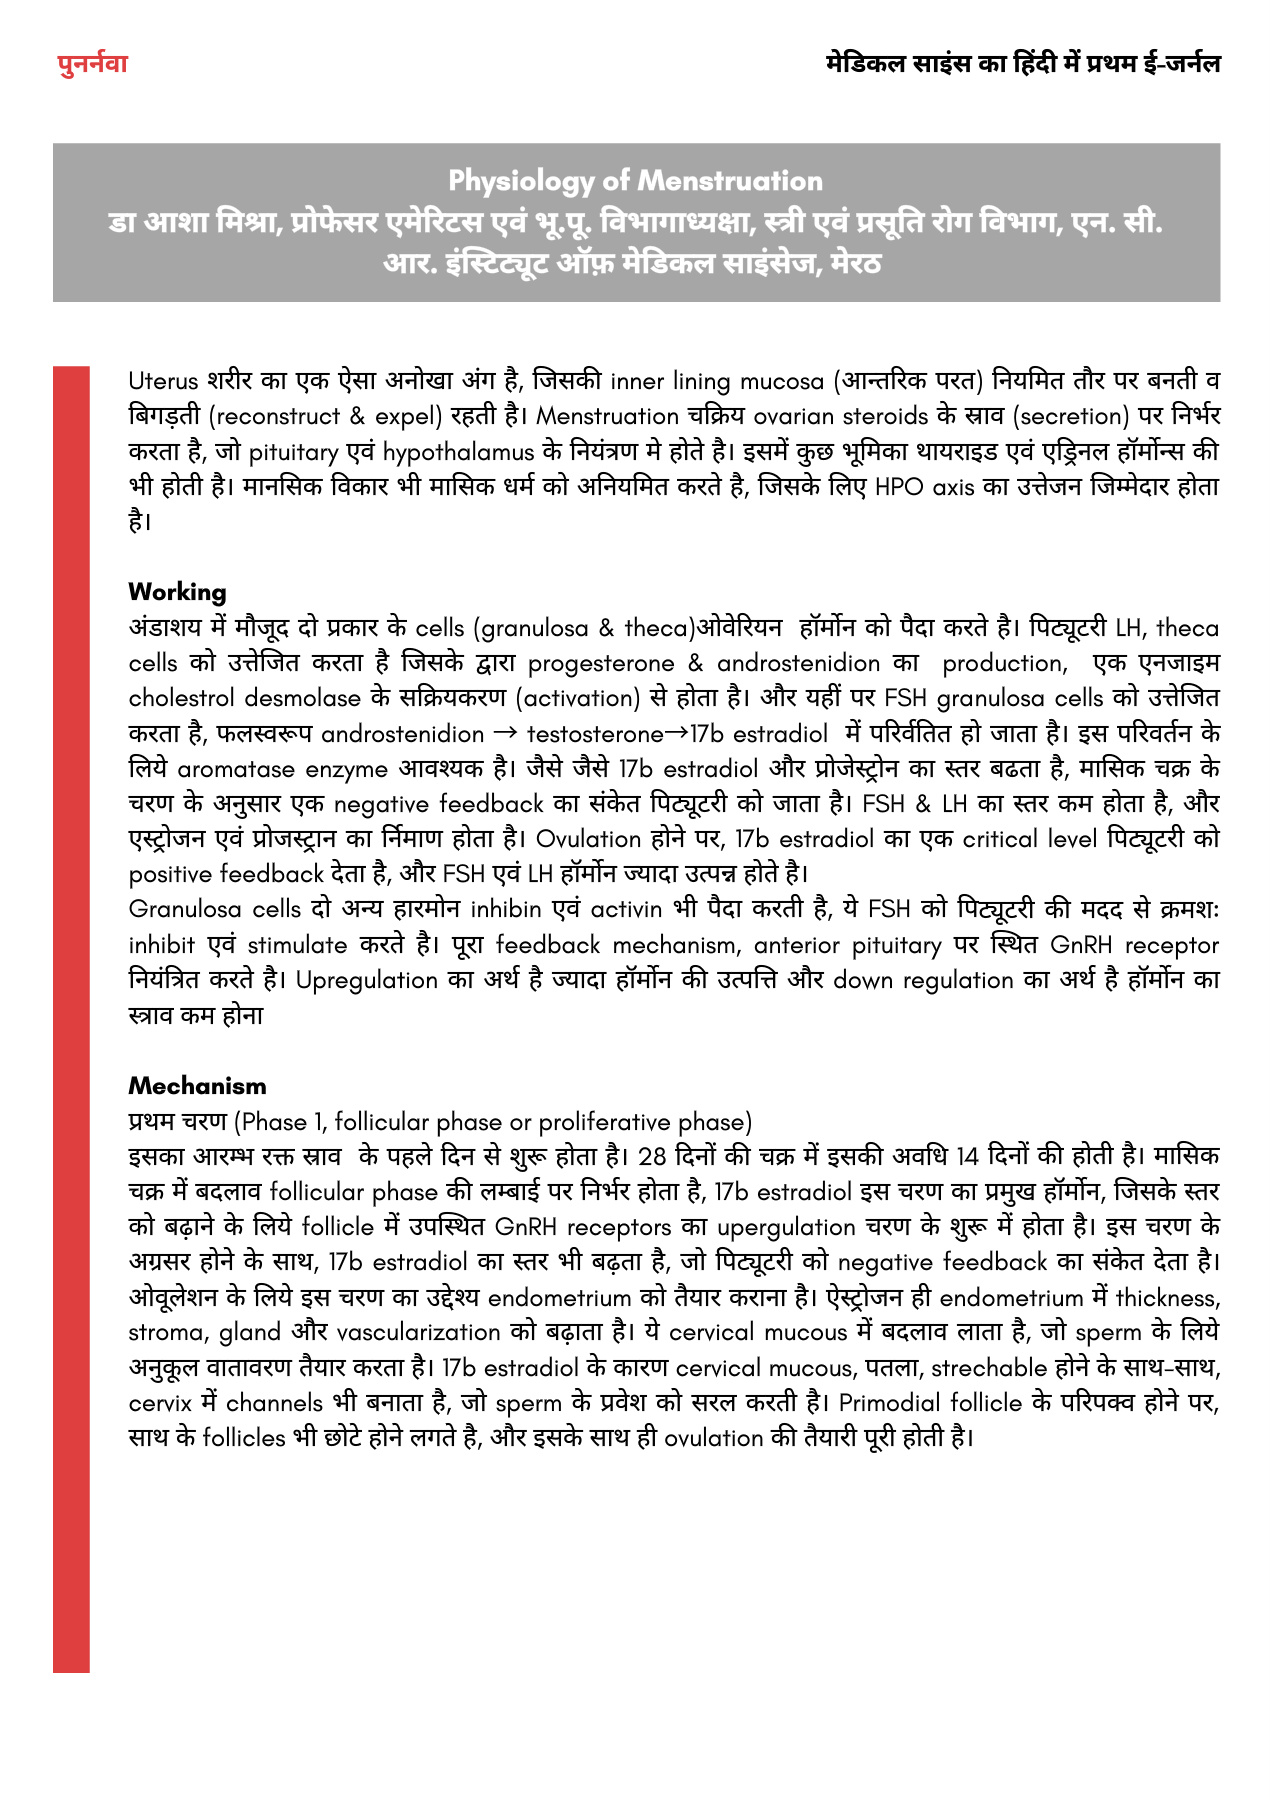 पुनर्नवा
मेडिकल साइंस का हिंदी में प्रथम ई-जर्नल
Physiology of Menstruation
डा आशा मिश्रा, प्रोफेसर एमेरिटस एवं भू.पू. विभागाध्यक्षा, स्त्री एवं प्रसूति रोग विभाग, एन. सी.
आर. इंस्टिट्यूट ऑफ़ मेडिकल साइंसेज, मेरठ
Uterus शरीर का एक ऐसा अनोखा अंग है, जिसकी inner lining mucosa (आन्तरिक परत) नियमित तौर पर बनती व
बिगड़ती (reconstruct & expel) रहती है। Menstruation चक्रिय ovarian steroids के स्राव (secretion) पर निर्भर
करता है, जो pituitary एवं hypothalamus के नियंत्रण मे होते है। इसमें कुछ भूमिका थायराइड एवं एड्रिनल हॉर्मोन्स की
भी होती है। मानसिक विकार भी मासिक धर्म को अनियमित करते है, जिसके लिए HPO axis का उत्तेजन जिम्मेदार होता
है।
Working
अंडाशय में मौजूद दो प्रकार के cells (granulosa & theca)ओवेरियन हॉर्मोन को पैदा करते है। पिट्यूटरी LH, theca
cells को उत्तेजित करता है जिसके द्वारा progesterone & androstenidion का production, एक एनजाइम
cholestrol desmolase के सक्रियकरण (activation) से होता है। और यहीं पर FSH granulosa cells को उत्तेजित
करता है, फलस्वरूप androstenidion → testosterone→17b estradiol में परिर्वतित हो जाता है। इस परिवर्तन के
लिये aromatase enzyme आवश्यक है। जैसे जैसे 17b estradiol और प्रोजेस्ट्रोन का स्तर बढता है, मासिक चक्र के
चरण के अनुसार एक negative feedback का संकेत पिट्यूटरी को जाता है। FSH & LH का स्तर कम होता है, और
एस्ट्रोजन एवं प्रोजस्ट्रान का र्निमाण होता है। Ovulation होने पर, 17b estradiol का एक critical level पिट्यूटरी को
positive feedback देता है, और FSH एवं LH हॉर्मोन ज्यादा उत्पन्न होते है।
Granulosa cells दो अन्य हारमोन inhibin एवं activin भी पैदा करती है, ये FSH को पिट्यूटरी की मदद से क्रमशः
inhibit एवं stimulate करते है। पूरा feedback mechanism, anterior pituitary पर स्थित GnRH receptor
नियंत्रित करते है। Upregulation का अर्थ है ज्यादा हॉर्मोन की उत्पत्ति और down regulation का अर्थ है हॉर्मोन का
स्त्राव कम होना
Mechanism
प्रथम चरण (Phase 1, follicular phase or proliferative phase)
इसका आरम्भ रक्त स्राव के पहले दिन से शुरू होता है। 28 दिनों की चक्र में इसकी अवधि 14 दिनों की होती है। मासिक
चक्र में बदलाव follicular phase की लम्बाई पर निर्भर होता है, 17b estradiol इस चरण का प्रमुख हॉर्मोन, जिसके स्तर
को बढ़ाने के लिये follicle में उपस्थित GnRH receptors का upergulation चरण के शुरू में होता है। इस चरण के
अग्रसर होने के साथ, 17b estradiol का स्तर भी बढ़ता है, जो पिट्यूटरी को negative feedback का संकेत देता है।
ओवूलेशन के लिये इस चरण का उद्देश्य endometrium को तैयार कराना है। ऐस्ट्रोजन ही endometrium में thickness,
stroma, gland और vascularization को बढ़ाता है। ये cervical mucous में बदलाव लाता है, जो sperm के लिये
अनुकूल वातावरण तैयार करता है। 17b estradiol के कारण cervical mucous, पतला, strechable होने के साथ-साथ,
cervix में channels भी बनाता है, जो sperm के प्रवेश को सरल करती है। Primodial follicle के परिपक्व होने पर,
साथ के follicles भी छोटे होने लगते है, और इसके साथ ही ovulation की तैयारी पूरी होती है।